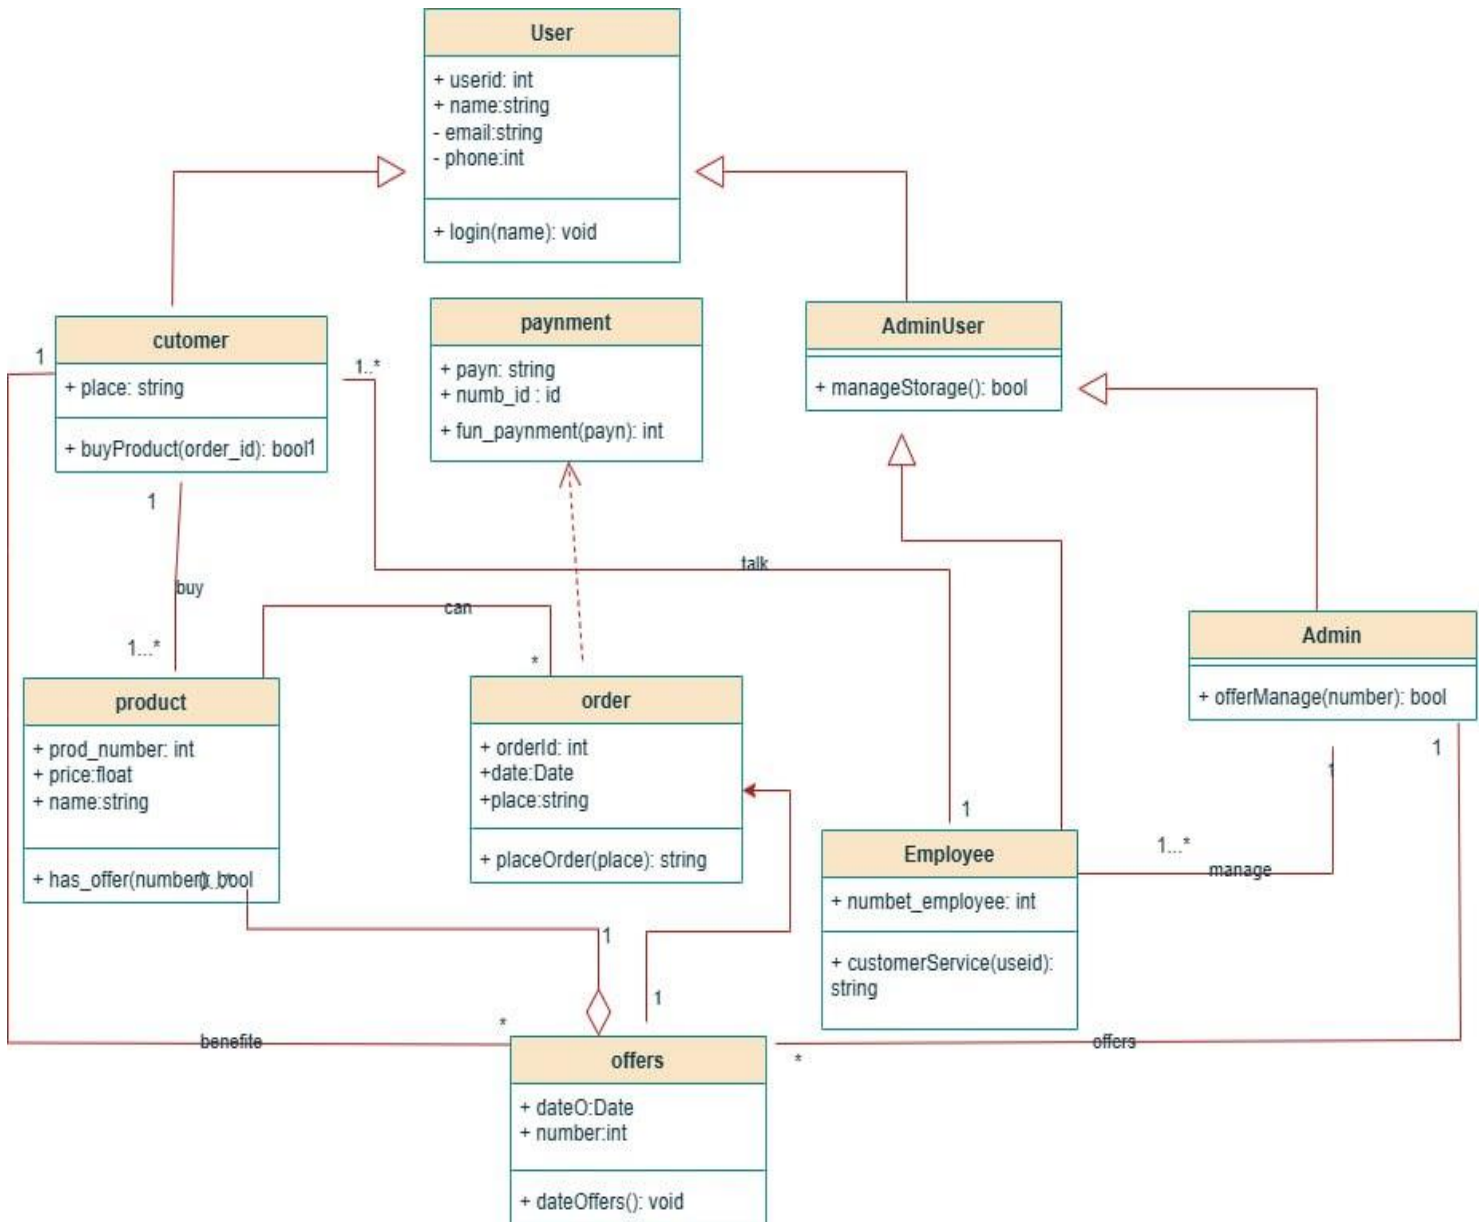 User
+ userid: int
+ name:string
- email:string
- phone:int
+ login(name): void
cutomer
+ place: string
+ buyProduct(order_id): bool
1
1
1..*
1
paynment
+ payn: string
+ numb_id : id
+ fun_paynment(payn): int
AdminUser
+ manageStorage(): bool
talk
buy
can
1...*
*
Admin
+ offerManage(number): bool
1
1
product
+ prod_number: int
+ price:float
+ name:string
+ has_offer(number): bool
order
+ orderId: int
+date:Date
+place:string
+ placeOrder(place): string
1
Employee
+ numbet_employee: int
+ customerService(useid):
string
1...*
manage
1
1
*
benefite
offers
*
offers
+ dateO:Date
+ number:int
+ dateOffers(): void